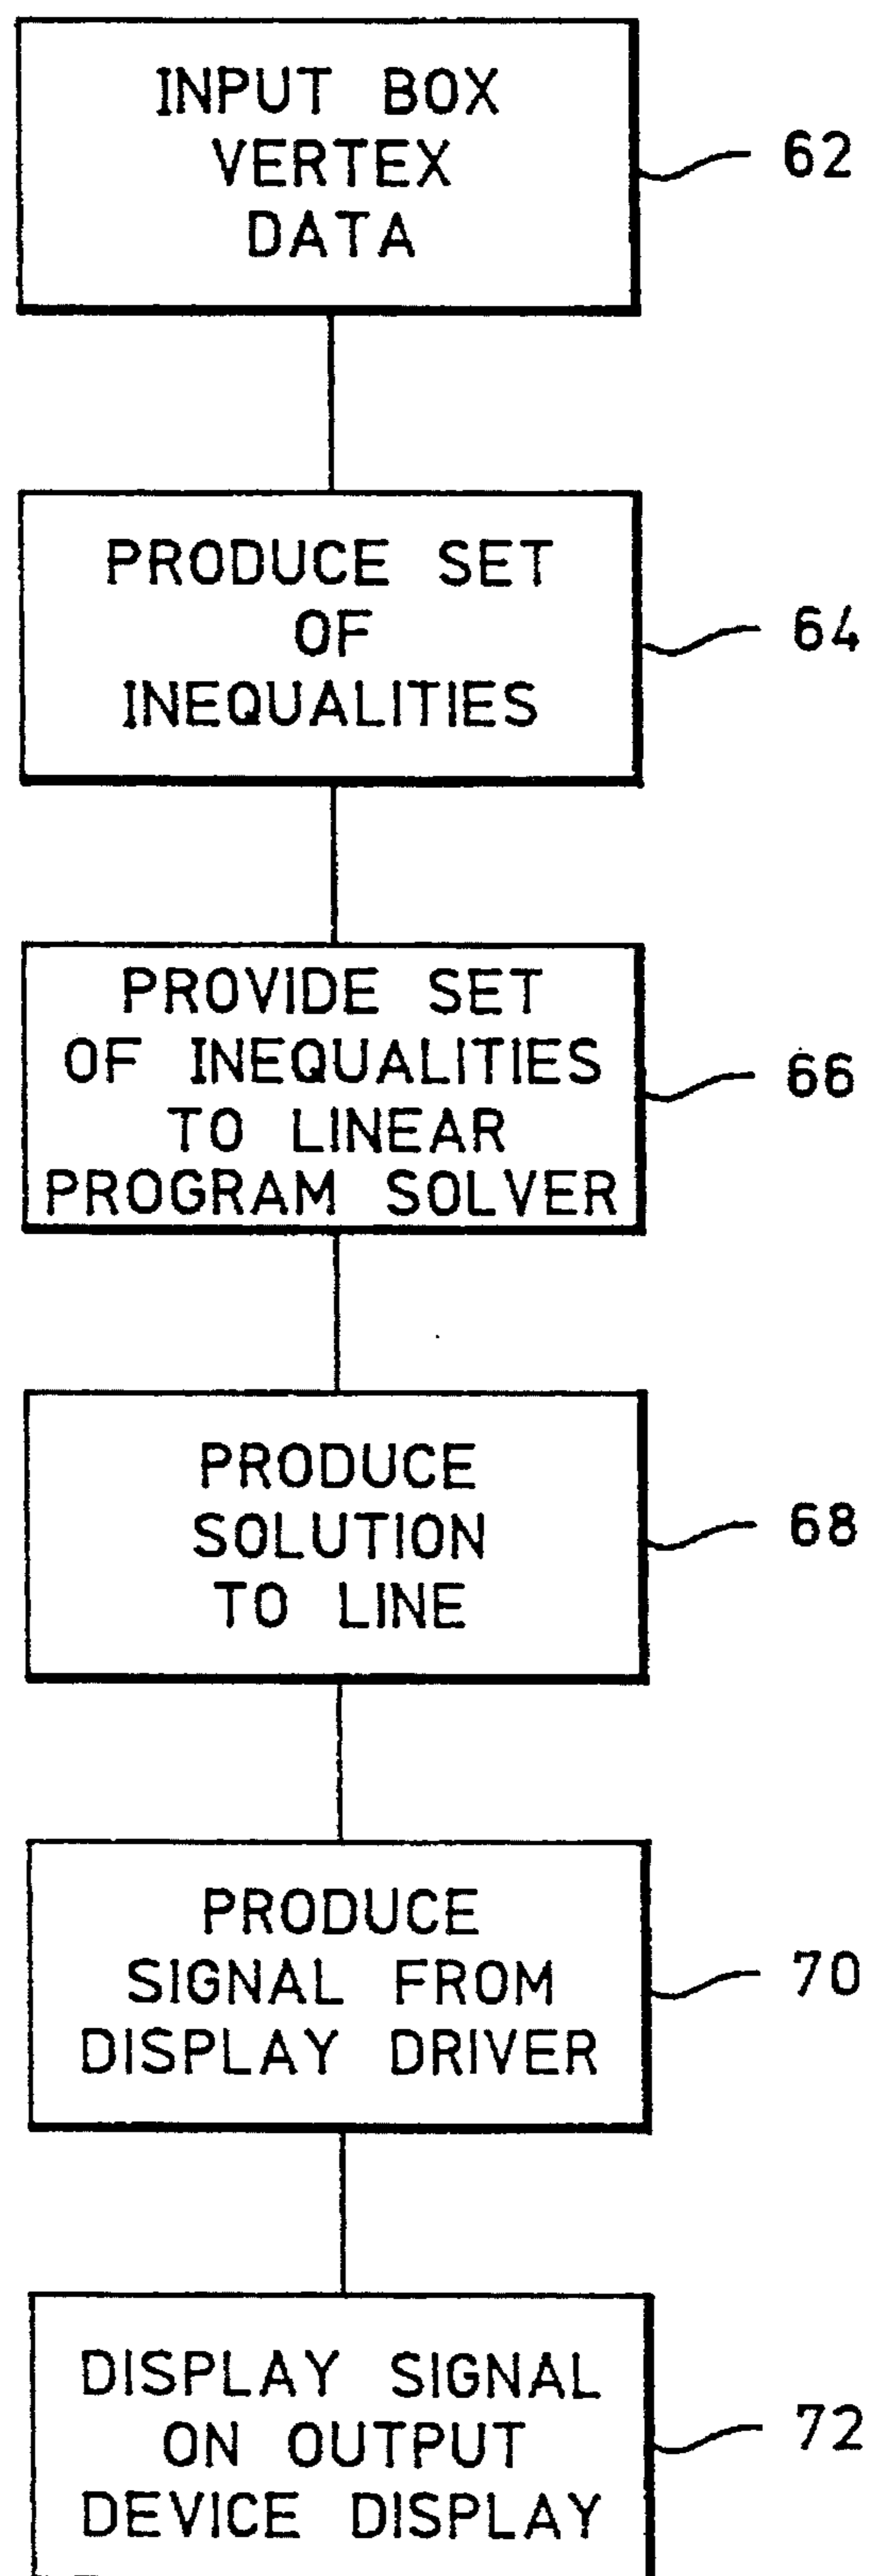 INPUT BOX
VERTEX
DATA
62
PRODUCE SET
OF
INEQUALITIES
64
PROVIDE SET
OF INEQUALITIES
TO LINEAR
PROGRAM SOLVER
66
PRODUCE
SOLUTION
TO LINE
68
PRODUCE
SIGNAL FROM
DISPLAY DRIVER
70
DISPLAY SIGNAL
ON OUTPUT
DEVICE DISPLAY
72